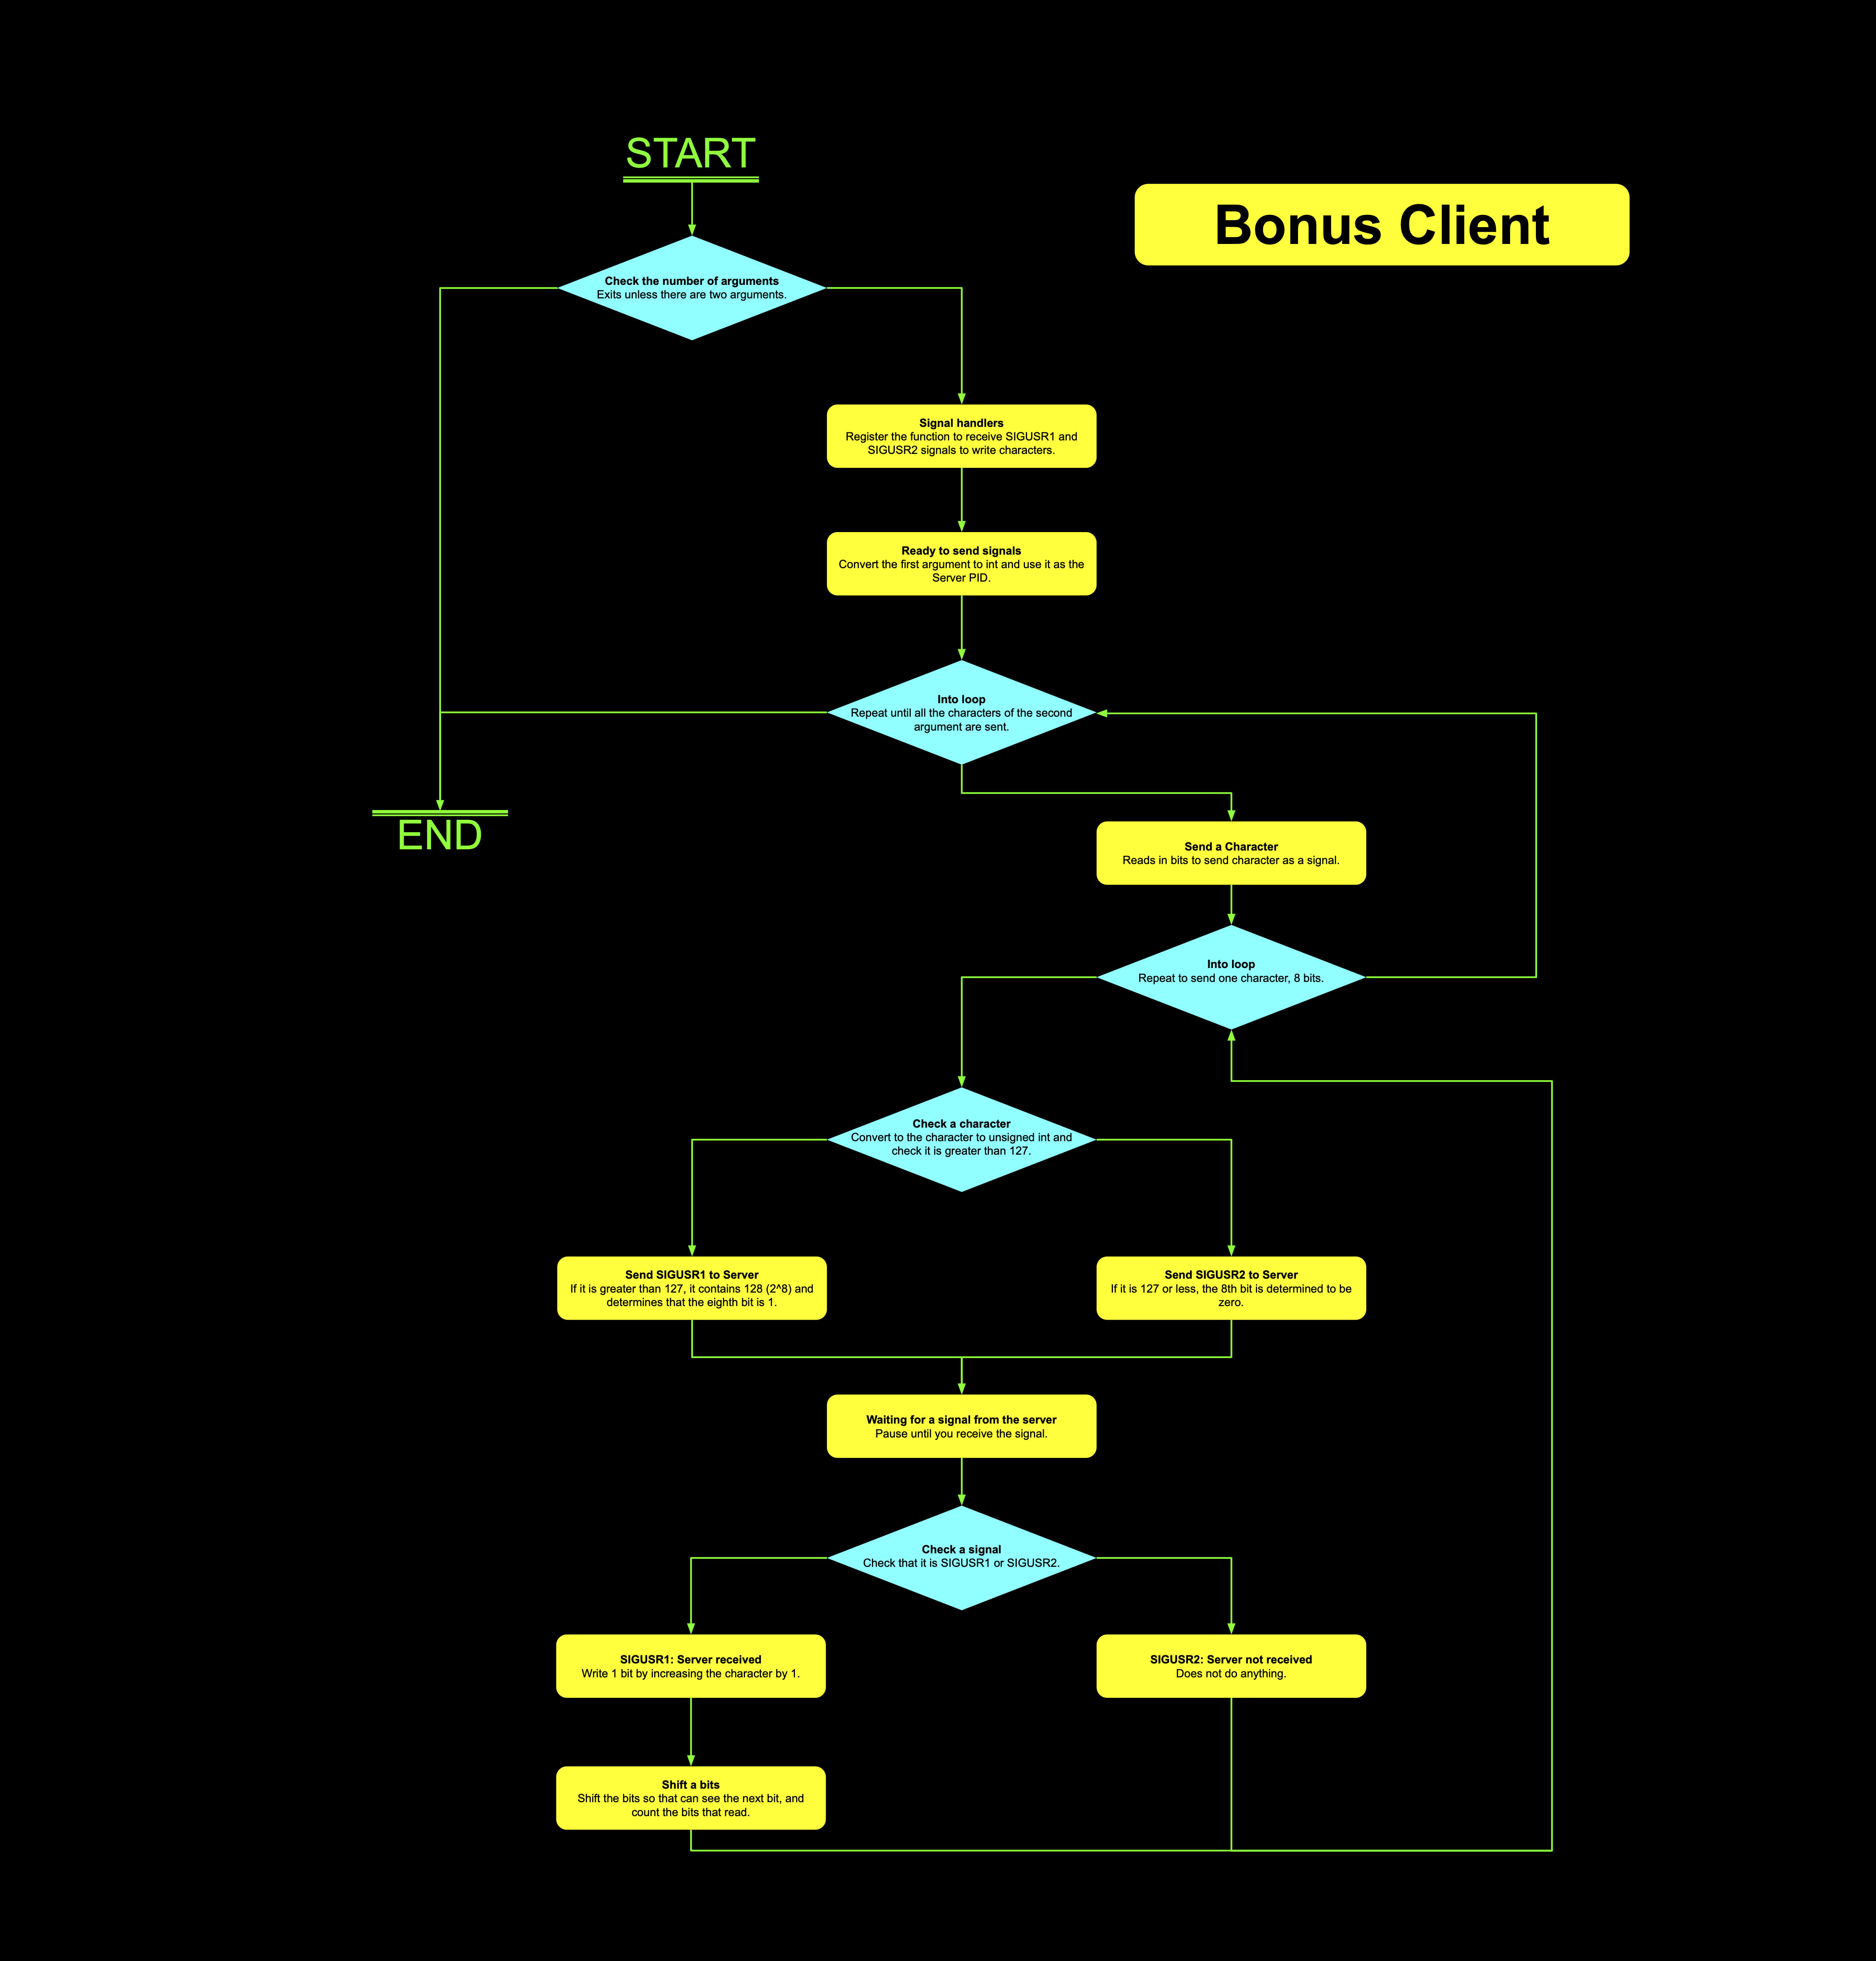 START
Bonus Client
Check the number of arguments
Exits unless there are two arguments.
Signal handlers
Register the function to receive SIGUSR1 and
SIGUSR2 signals to write characters.
Ready to send signals
Convert the first argument to int and use it as the
Server PID.
Into loop
Repeat until all the characters of the second
argument are sent.
END
Send a Character
Reads in bits to send character as a signal.
Into loop
Repeat to send one character, 8 bits.
Check a character
Convert to the character to unsigned int and
check it is greater than 127.
Send SIGUSR1 to Server
If it is greater than 127, it contains 128 (2^8) and
determines that the eighth bit is 1.
Send SIGUSR2 to Server
If it is 127 or less, the 8th bit is determined to be
zero.
Waiting for a signal from the server
Pause until you receive the signal.
Check a signal
Check that it is SIGUSR1 or SIGUSR2.
SIGUSR1: Server received
Write 1 bit by increasing the character by 1.
SIGUSR2: Server not received
Does not do anything.
Shift a bits
Shift the bits so that can see the next bit, and
count the bits that read.